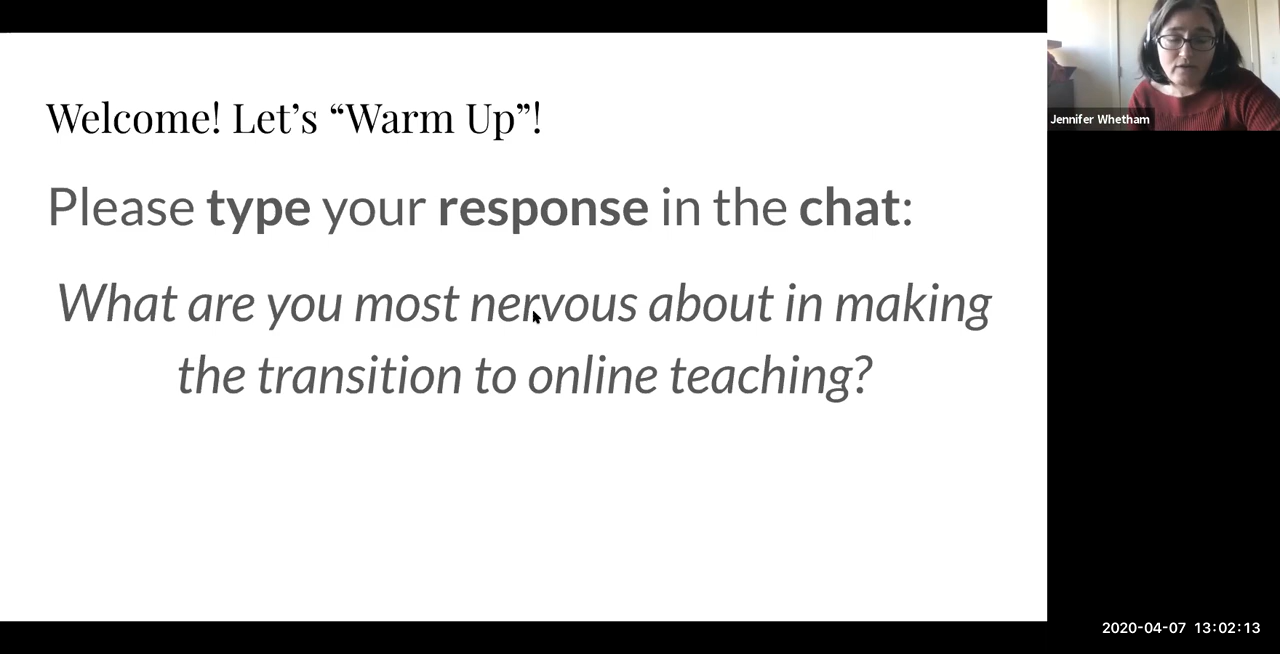 Welcome! Let’s “Warm Up”!
Please type your response in the chat:
What are you most nervous about in making
the transition to online teaching?
Jennifer Whetham
2020-04-07 13:02:13